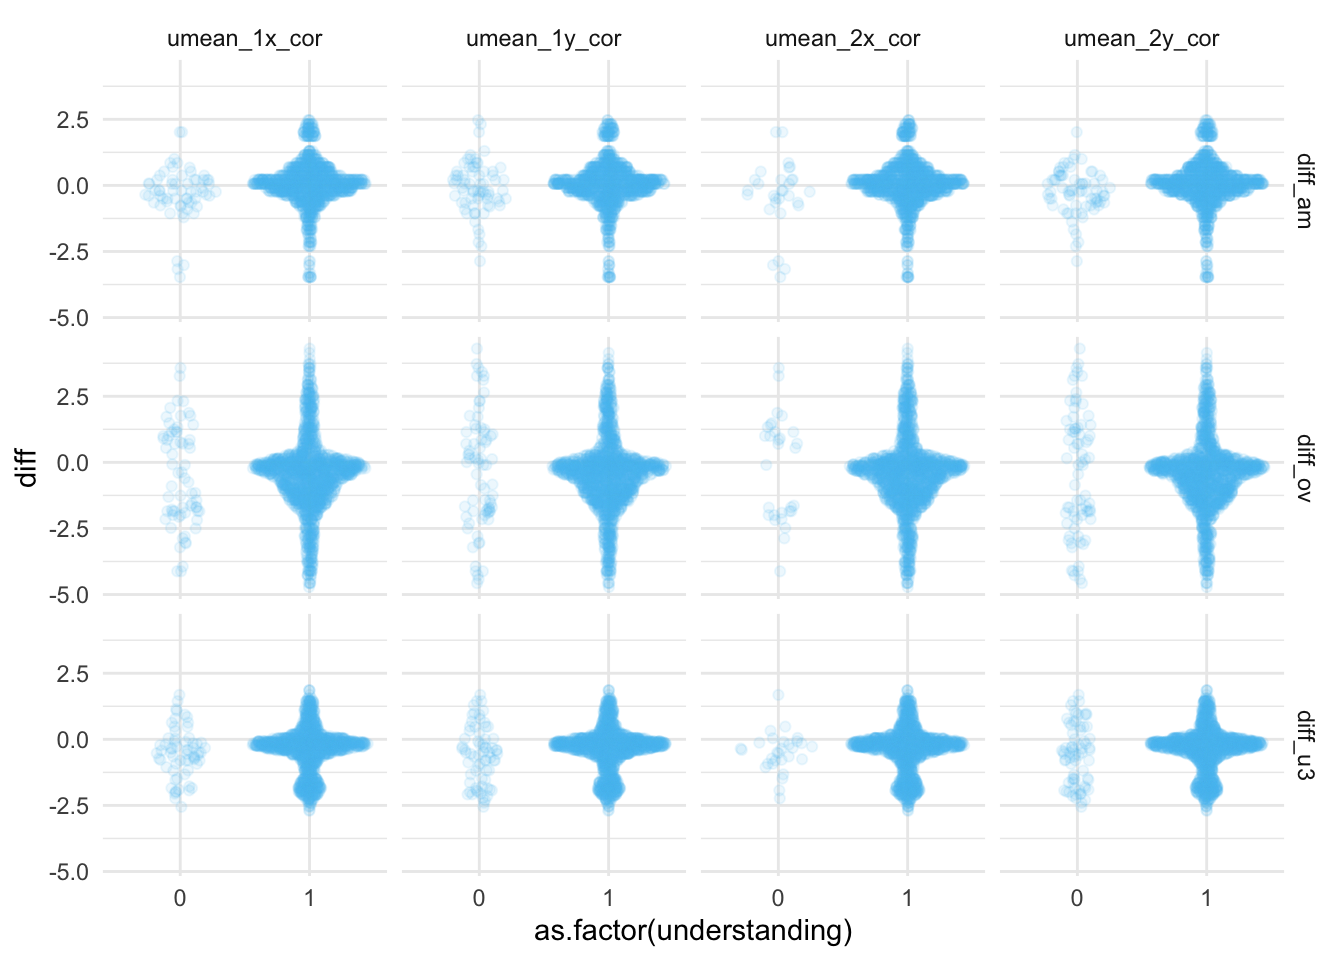 umean_1x_cor umean_1y_cor umean_2x_cor umean_2y_cor
2.5
0.0
-2.5
-5.0
diff_am
2.5
0.0
-2.5
-5.0
diff_ov
2.5
0.0
-2.5
-5.0
diff_u3
diff
0 1 0 1 0 1 0 1
as.factor(understanding)